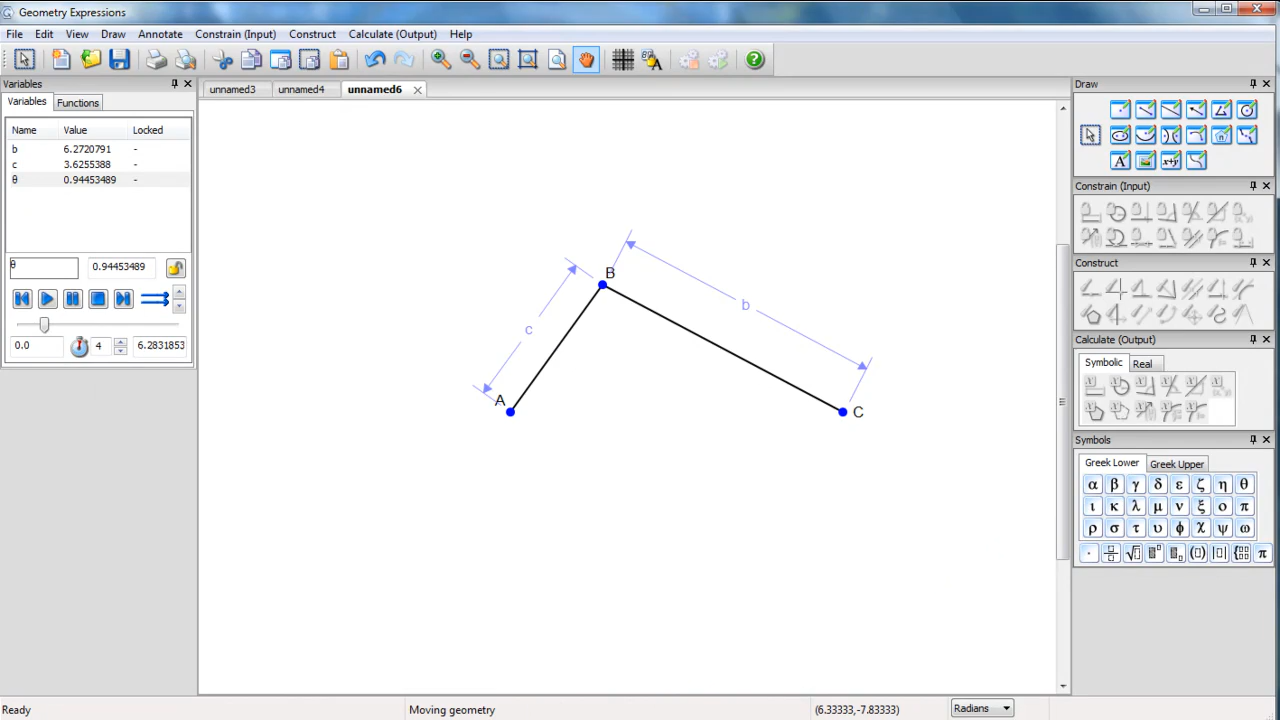 Geometry Expressions
File Edit View Draw Annotate Constrain (Input) Construct Calculate (Output) Help
Variables
Variables Functions
Name Value Locked
b 6.2720791 -
c 3.6255388 -
θ 0.94453489 -
θ 0.94453489
0.0 4 6.2831853
unnamed3 unnamed4 unnamed6
B
b
c
A
C
Draw
A
x+y
Constrain (Input)
Construct
Calculate (Output)
Symbolic Real
Symbols
Greek Lower Greek Upper
α β γ δ ε ζ η θ
ι κ λ μ ν ξ ο π
ρ σ τ υ ϕ χ ψ ω
π
Ready Moving geometry (6.33333,-7.83333) Radians